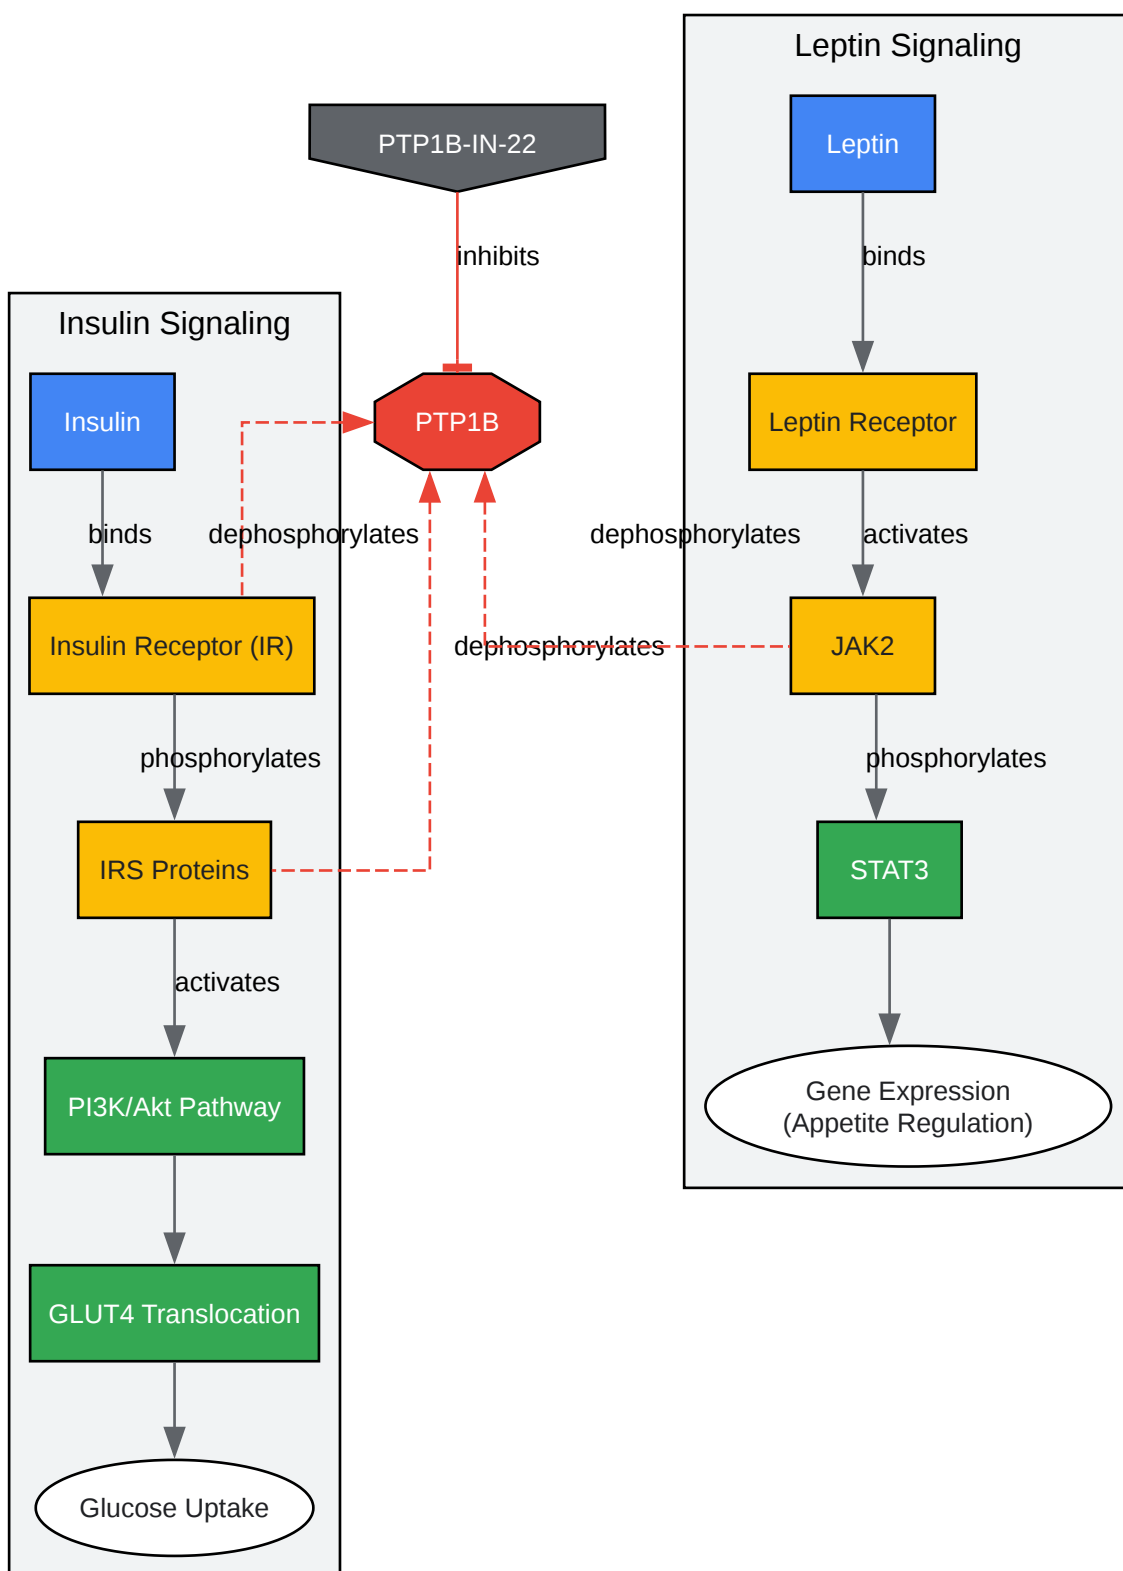 Leptin Signaling
Leptin
PTP1B-IN-22
inhibits
binds
Insulin Signaling
Insulin
PTP1B
Leptin Receptor
binds
dephosphorylates
dephosphorylates
activates
Insulin Receptor (IR)
dephosphorylates
JAK2
phosphorylates
phosphorylates
IRS Proteins
STAT3
activates
PI3K/Akt Pathway
Gene Expression
(Appetite Regulation)
GLUT4 Translocation
Glucose Uptake